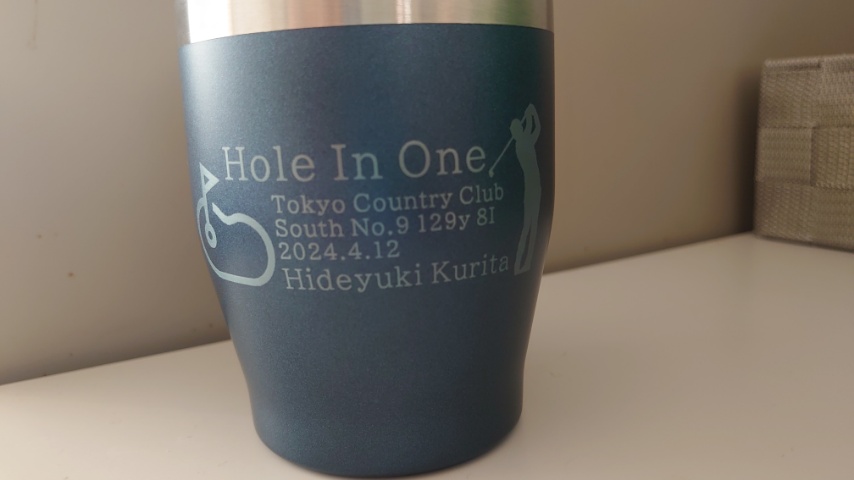 Hole In One
Tokyo Country Club
South No.9 129y 8I
2024.4.12
Hideyuki Kurita